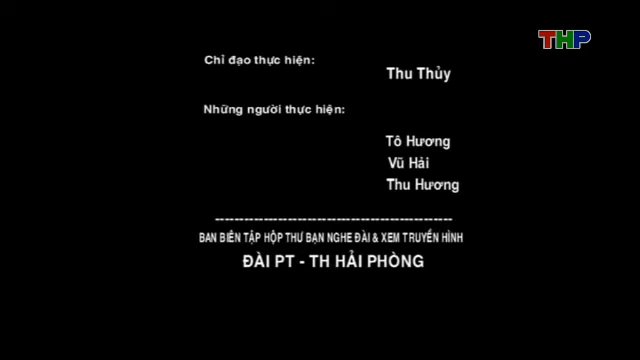 THP
Chỉ đạo thực hiện:
Thu Thủy
Những người thực hiện:
Tô Hương
Vũ Hải
Thu Hương
--------------------------------------------------
BAN BIÊN TẬP HỘP THƯ BẠN NGHE ĐÀI & XEM TRUYỀN HÌNH
ĐÀI PT - TH HẢI PHÒNG